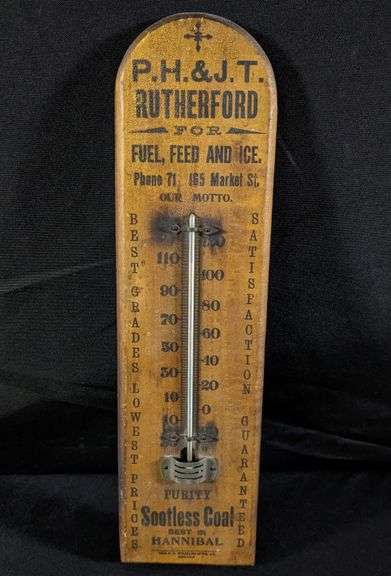 P.H.&J.T.
RUTHERFORD
FOR
FUEL, FEED AND ICE.
Phone 71, 165 Market St.
OUR MOTTO.
BEST GRADES LOWEST PRICES
110
90
70
50
30
10
10
100
80
60
40
20
0
SATISFACTION GUARANTEED
PURITY
Sootless Coal
BEST IN
HANNIBAL